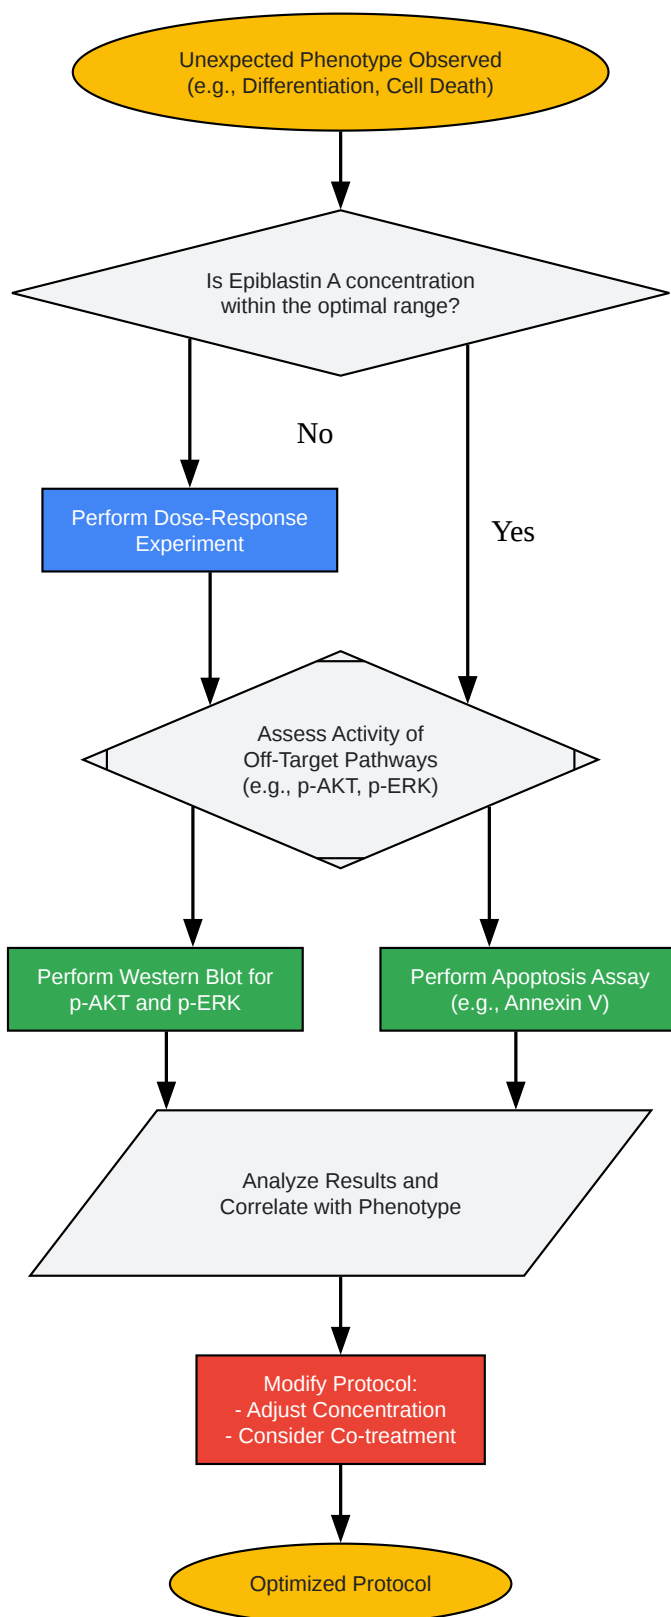 Unexpected Phenotype Observed
(e.g., Differentiation, Cell Death)
Is Epiblastin A concentration
within the optimal range?
No
Perform Dose-Response
Experiment
Yes
Assess Activity of
Off-Target Pathways
(e.g., p-AKT, p-ERK)
Perform Western Blot for
p-AKT and p-ERK
Perform Apoptosis Assay
(e.g., Annexin V)
Analyze Results and
Correlate with Phenotype
Modify Protocol:
- Adjust Concentration
- Consider Co-treatment
Optimized Protocol